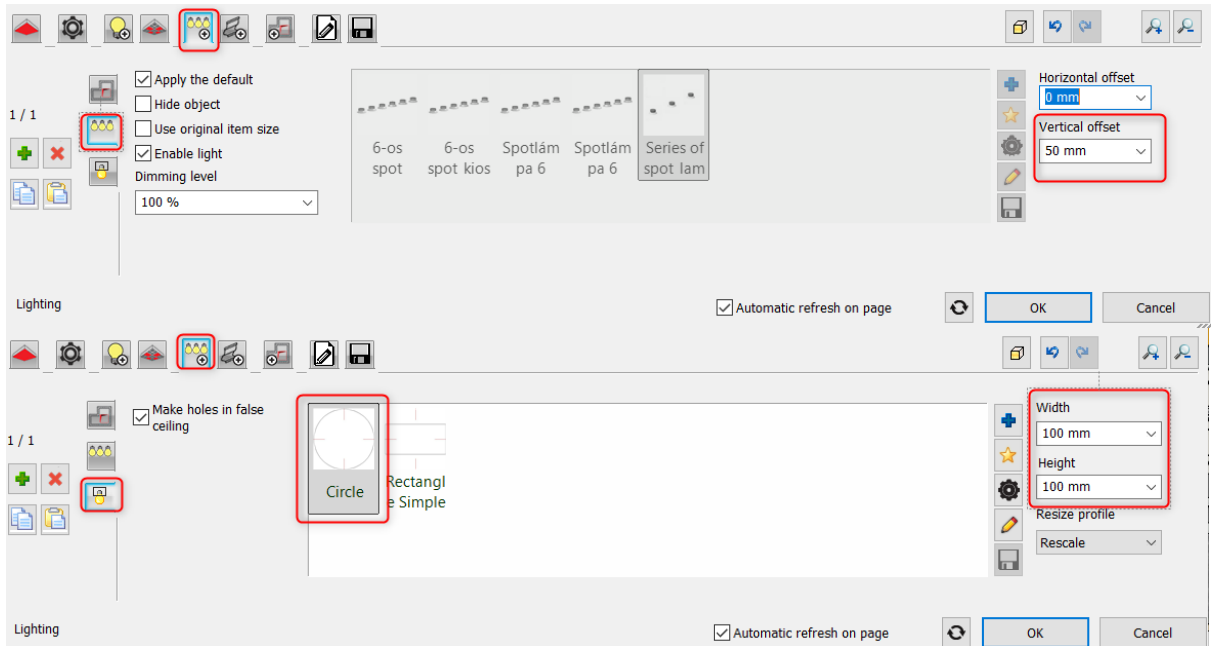 Apply the default
Hide object
Use original item size
Enable light
Dimming level
100 %
1 / 1
6-os
spot
6-os
spot kios
Spotlám
pa 6
Spotlám
pa 6
Series of
spot lam
Horizontal offset
0 mm
Vertical offset
50 mm
Lighting
Automatic refresh on page
OK
Cancel
Make holes in false
ceiling
1 / 1
Circle
Rectangl
e Simple
Width
100 mm
Height
100 mm
Resize profile
Rescale
Lighting
Automatic refresh on page
OK
Cancel